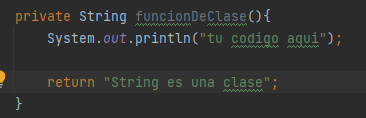 private String funcionDeClase(){
System.out.println("tu codigo aqui");
return "String es una clase";
}